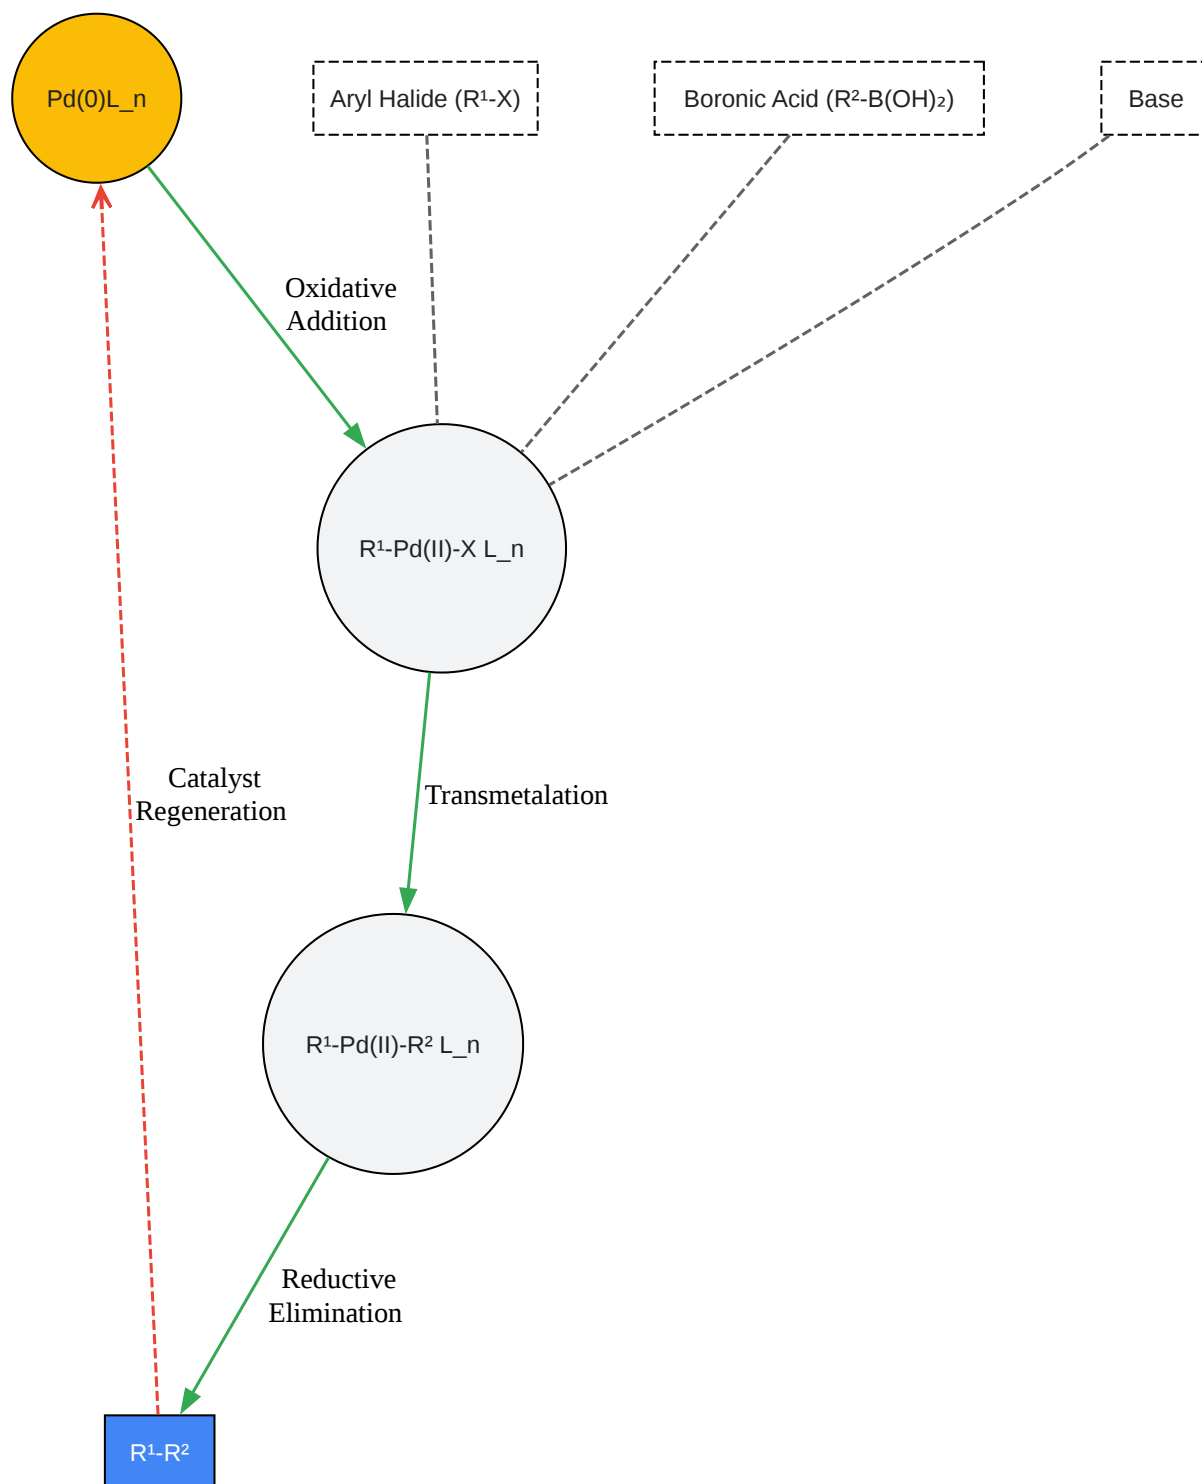 Pd(0)L_n
Aryl Halide (R¹-X)
Boronic Acid (R²-B(OH)₂)
Base
Oxidative
Addition
R¹-Pd(II)-X L_n
Catalyst
Regeneration
Transmetalation
R¹-Pd(II)-R² L_n
Reductive
Elimination
R¹-R²